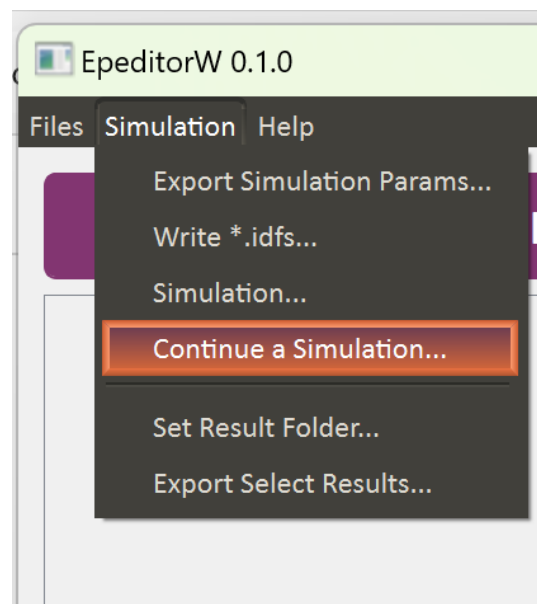 EpeditorW 0.1.0
Files Simulation Help
Export Simulation Params...
Write *.idfs...
Simulation...
Continue a Simulation...
Set Result Folder...
Export Select Results...